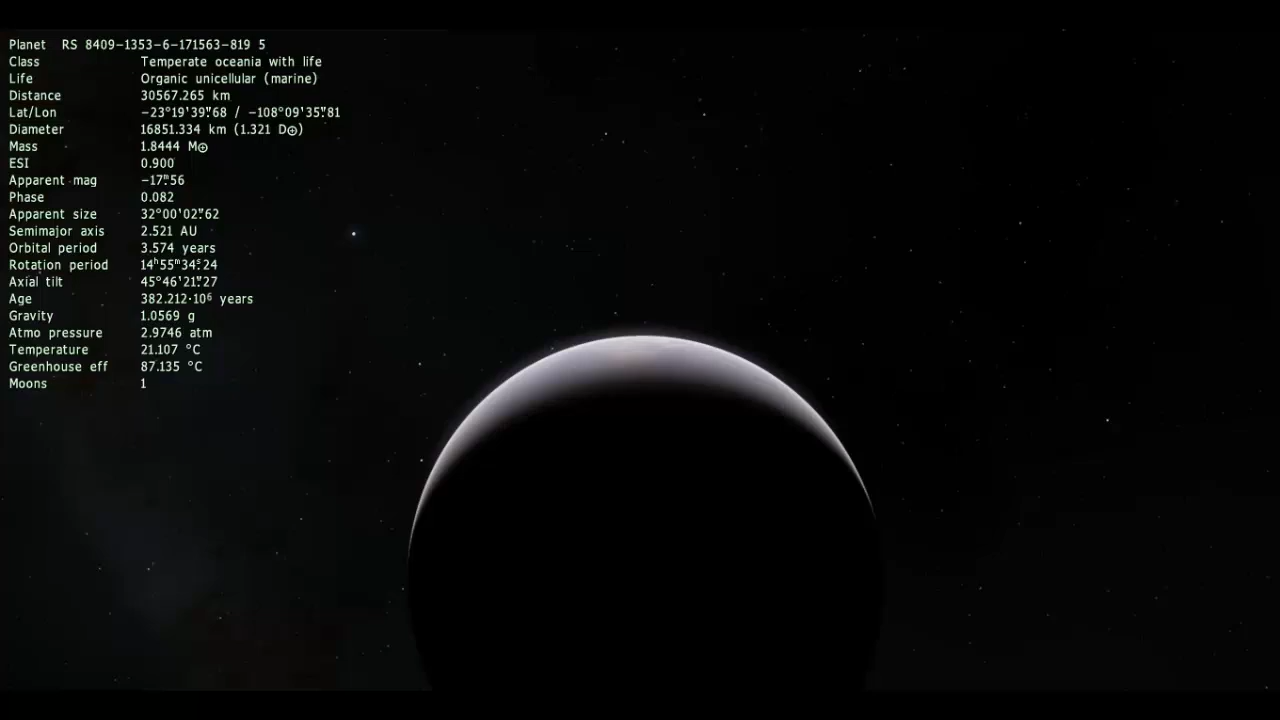 Planet RS 8409-1353-6-171563-819 5
Class Temperate oceania with life
Life Organic unicellular (marine)
Distance 30567.265 km
Lat/Lon -23°19'39."68 / -108°09'35."81
Diameter 16851.334 km (1.321 D⊕)
Mass 1.8444 M⊕
ESI 0.900
Apparent mag -17.ᵐ56
Phase 0.082
Apparent size 32°00'02."62
Semimajor axis 2.521 AU
Orbital period 3.574 years
Rotation period 14ʰ55ᵐ34.ˢ24
Axial tilt 45°46'21."27
Age 382.212·10⁶ years
Gravity 1.0569 g
Atmo pressure 2.9746 atm
Temperature 21.107 °C
Greenhouse eff 87.135 °C
Moons 1